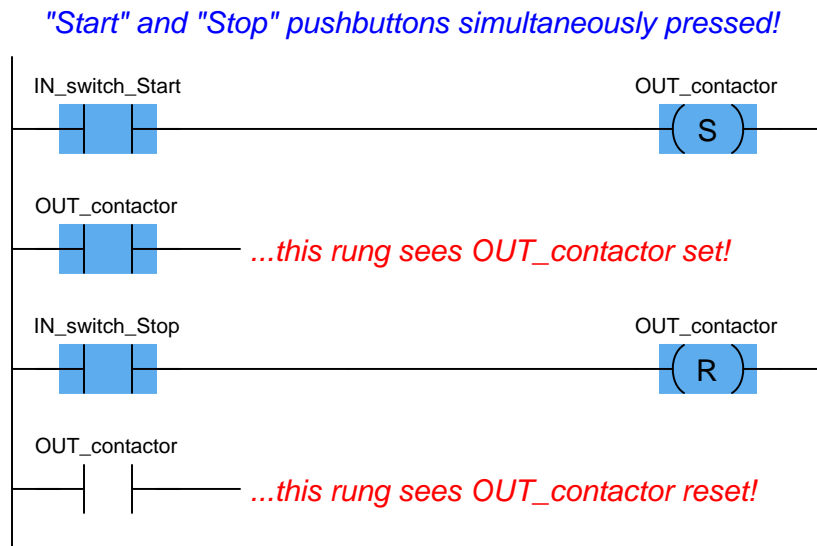 "Start" and "Stop" pushbuttons simultaneously pressed!
IN_switch_Start
OUT_contactor
S
OUT_contactor
...this rung sees OUT_contactor set!
IN_switch_Stop
OUT_contactor
R
OUT_contactor
...this rung sees OUT_contactor reset!